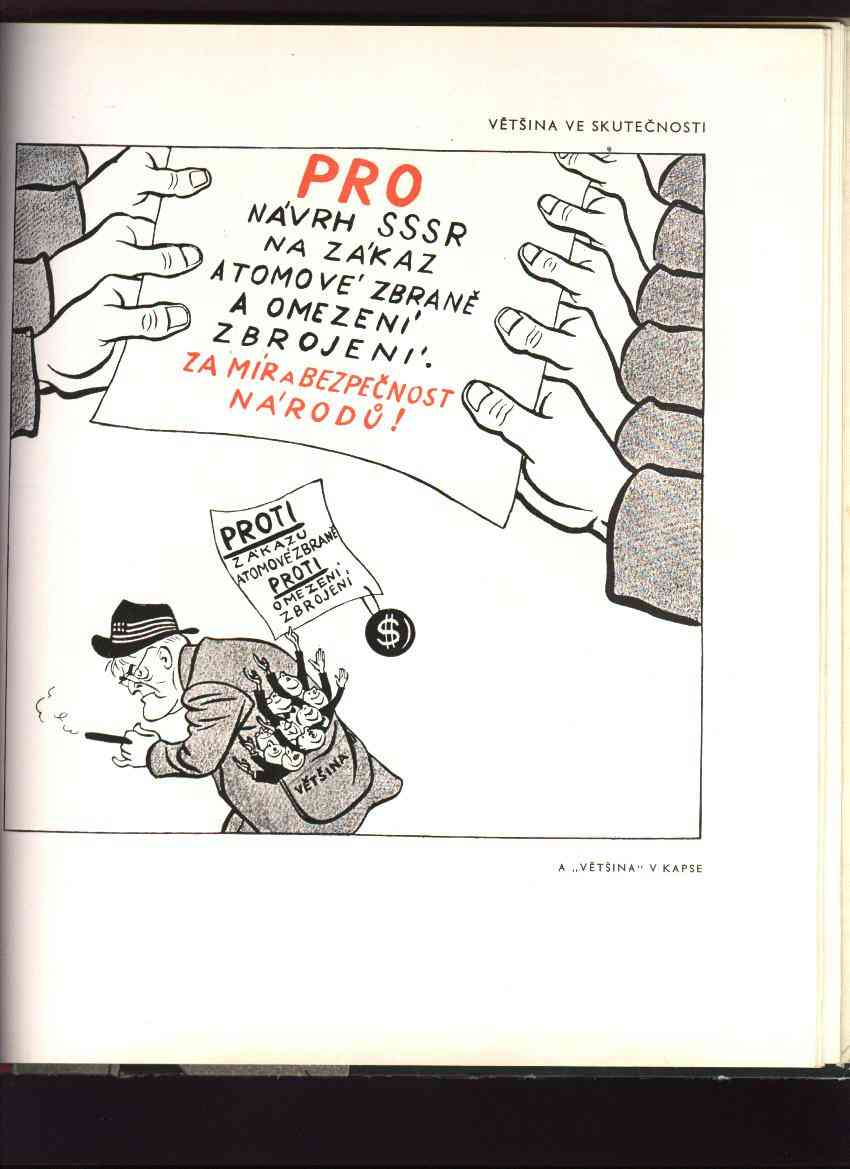 VĚTŠINA VE SKUTEČNOSTI
PRO
NÁVRH SSSR
NA ZÁKAZ
ATOMOVÉ ZBRANĚ
A OMEZENÍ
ZBROJENÍ.
ZA MÍR A BEZPEČNOST
NÁRODŮ!
PROTI
ZÁKAZU
ATOMOVÉ ZBRANĚ
PROTI
OMEZENÍ
ZBROJENÍ
$
VĚTŠINA
A „VĚTŠINA" V KAPSE